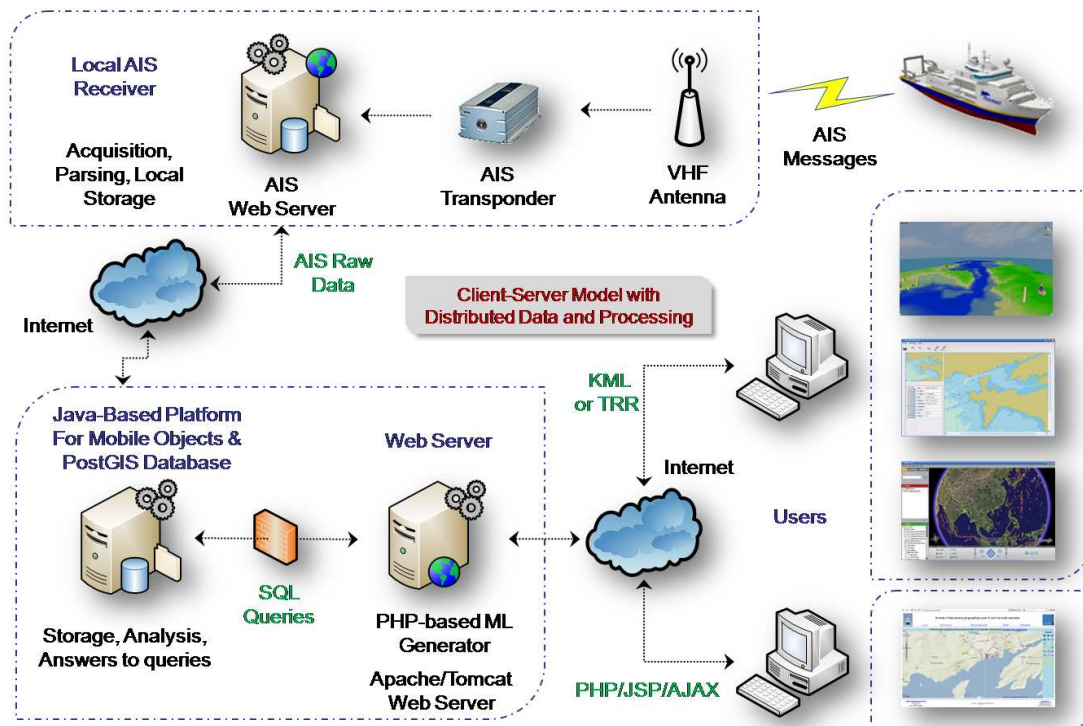 Local AIS
Receiver
Acquisition,
Parsing, Local
Storage
AIS
Web Server
AIS
Transponder
VHF
Antenna
AIS
Messages
AIS Raw
Data
Internet
Client-Server Model with
Distributed Data and Processing
Java-Based Platform
For Mobile Objects &
PostGIS Database
Web Server
SQL
Queries
Storage, Analysis,
Answers to queries
PHP-based ML
Generator
Apache/Tomcat
Web Server
KML
or TRR
Internet
Users
PHP/JSP/AJAX